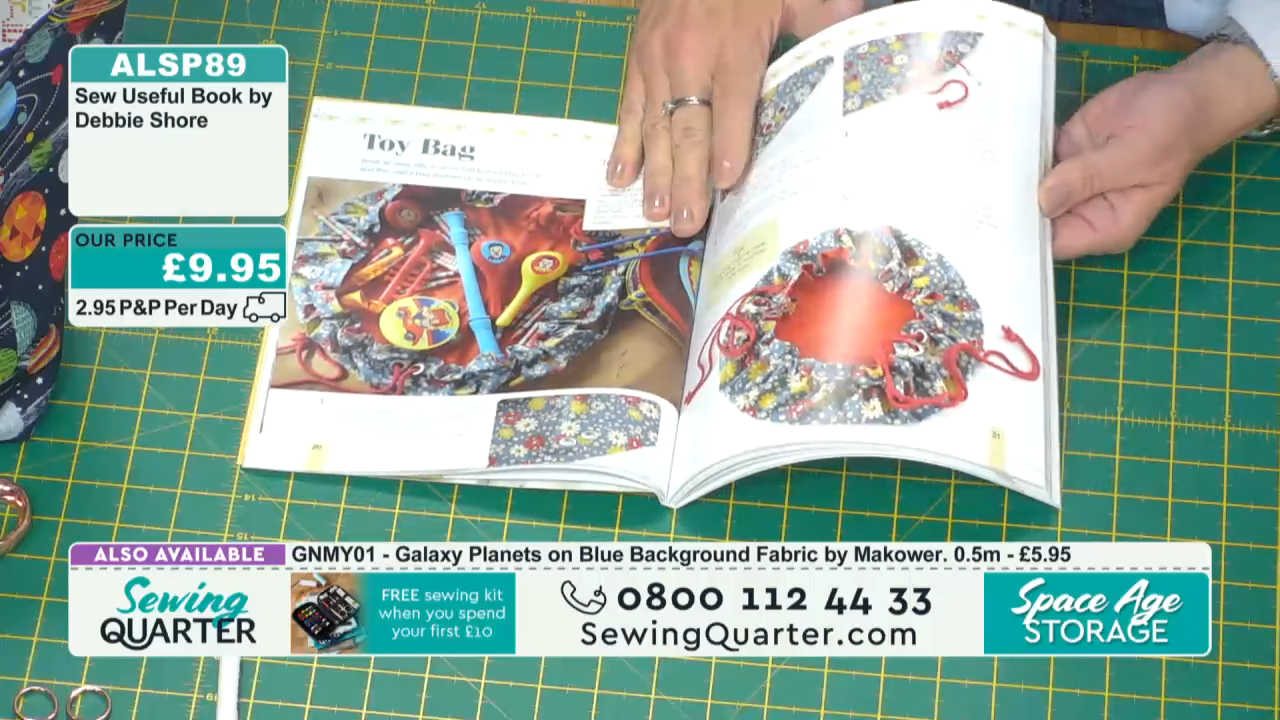 ALSP89
Sew Useful Book by
Debbie Shore
OUR PRICE
£9.95
2.95 P&P Per Day
Toy Bag
20
21
ALSO AVAILABLE
GNMY01 - Galaxy Planets on Blue Background Fabric by Makower. 0.5m - £5.95
Sewing
QUARTER
FREE sewing kit
when you spend
your first £10
0800 112 44 33
SewingQuarter.com
Space Age
STORAGE